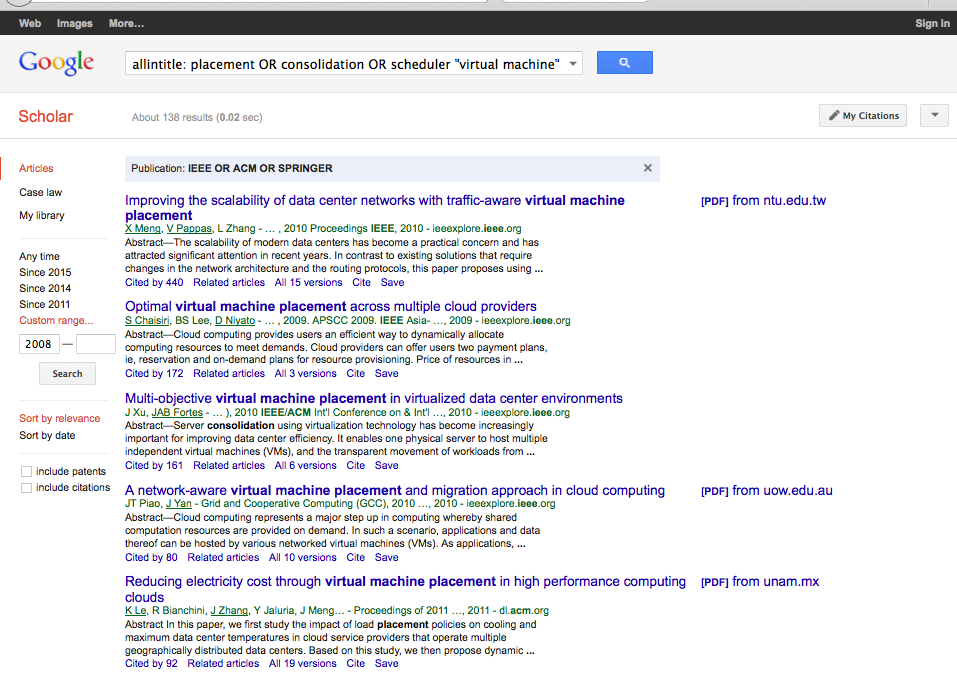 Web Images More... Sign in
Google
allintitle: placement OR consolidation OR scheduler "virtual machine"
Scholar
About 138 results (0.02 sec)
My Citations
Articles
Case law
My library
Any time
Since 2015
Since 2014
Since 2011
Custom range...
2008 —
Search
Sort by relevance
Sort by date
include patents
include citations
Publication: IEEE OR ACM OR SPRINGER
Improving the scalability of data center networks with traffic-aware virtual machine
placement
[PDF] from ntu.edu.tw
X Meng, V Pappas, L Zhang - ... , 2010 Proceedings IEEE, 2010 - ieeexplore.ieee.org
Abstract—The scalability of modern data centers has become a practical concern and has
attracted significant attention in recent years. In contrast to existing solutions that require
changes in the network architecture and the routing protocols, this paper proposes using ...
Cited by 440 Related articles All 15 versions Cite Save
Optimal virtual machine placement across multiple cloud providers
S Chaisiri, BS Lee, D Niyato - ... , 2009. APSCC 2009. IEEE Asia- ..., 2009 - ieeexplore.ieee.org
Abstract—Cloud computing provides users an efficient way to dynamically allocate
computing resources to meet demands. Cloud providers can offer users two payment plans,
ie, reservation and on-demand plans for resource provisioning. Price of resources in ...
Cited by 172 Related articles All 3 versions Cite Save
Multi-objective virtual machine placement in virtualized data center environments
J Xu, JAB Fortes - ... ), 2010 IEEE/ACM Int'l Conference on & Int'l ..., 2010 - ieeexplore.ieee.org
Abstract—Server consolidation using virtualization technology has become increasingly
important for improving data center efficiency. It enables one physical server to host multiple
independent virtual machines (VMs), and the transparent movement of workloads from ...
Cited by 161 Related articles All 6 versions Cite Save
A network-aware virtual machine placement and migration approach in cloud computing
[PDF] from uow.edu.au
JT Piao, J Yan - Grid and Cooperative Computing (GCC), 2010 ..., 2010 - ieeexplore.ieee.org
Abstract—Cloud computing represents a major step up in computing whereby shared
computation resources are provided on demand. In such a scenario, applications and data
thereof can be hosted by various networked virtual machines (VMs). As applications, ...
Cited by 80 Related articles All 10 versions Cite Save
Reducing electricity cost through virtual machine placement in high performance computing
clouds
[PDF] from unam.mx
K Le, R Bianchini, J Zhang, Y Jaluria, J Meng... - Proceedings of 2011 ..., 2011 - dl.acm.org
Abstract In this paper, we first study the impact of load placement policies on cooling and
maximum data center temperatures in cloud service providers that operate multiple
geographically distributed data centers. Based on this study, we then propose dynamic ...
Cited by 92 Related articles All 19 versions Cite Save